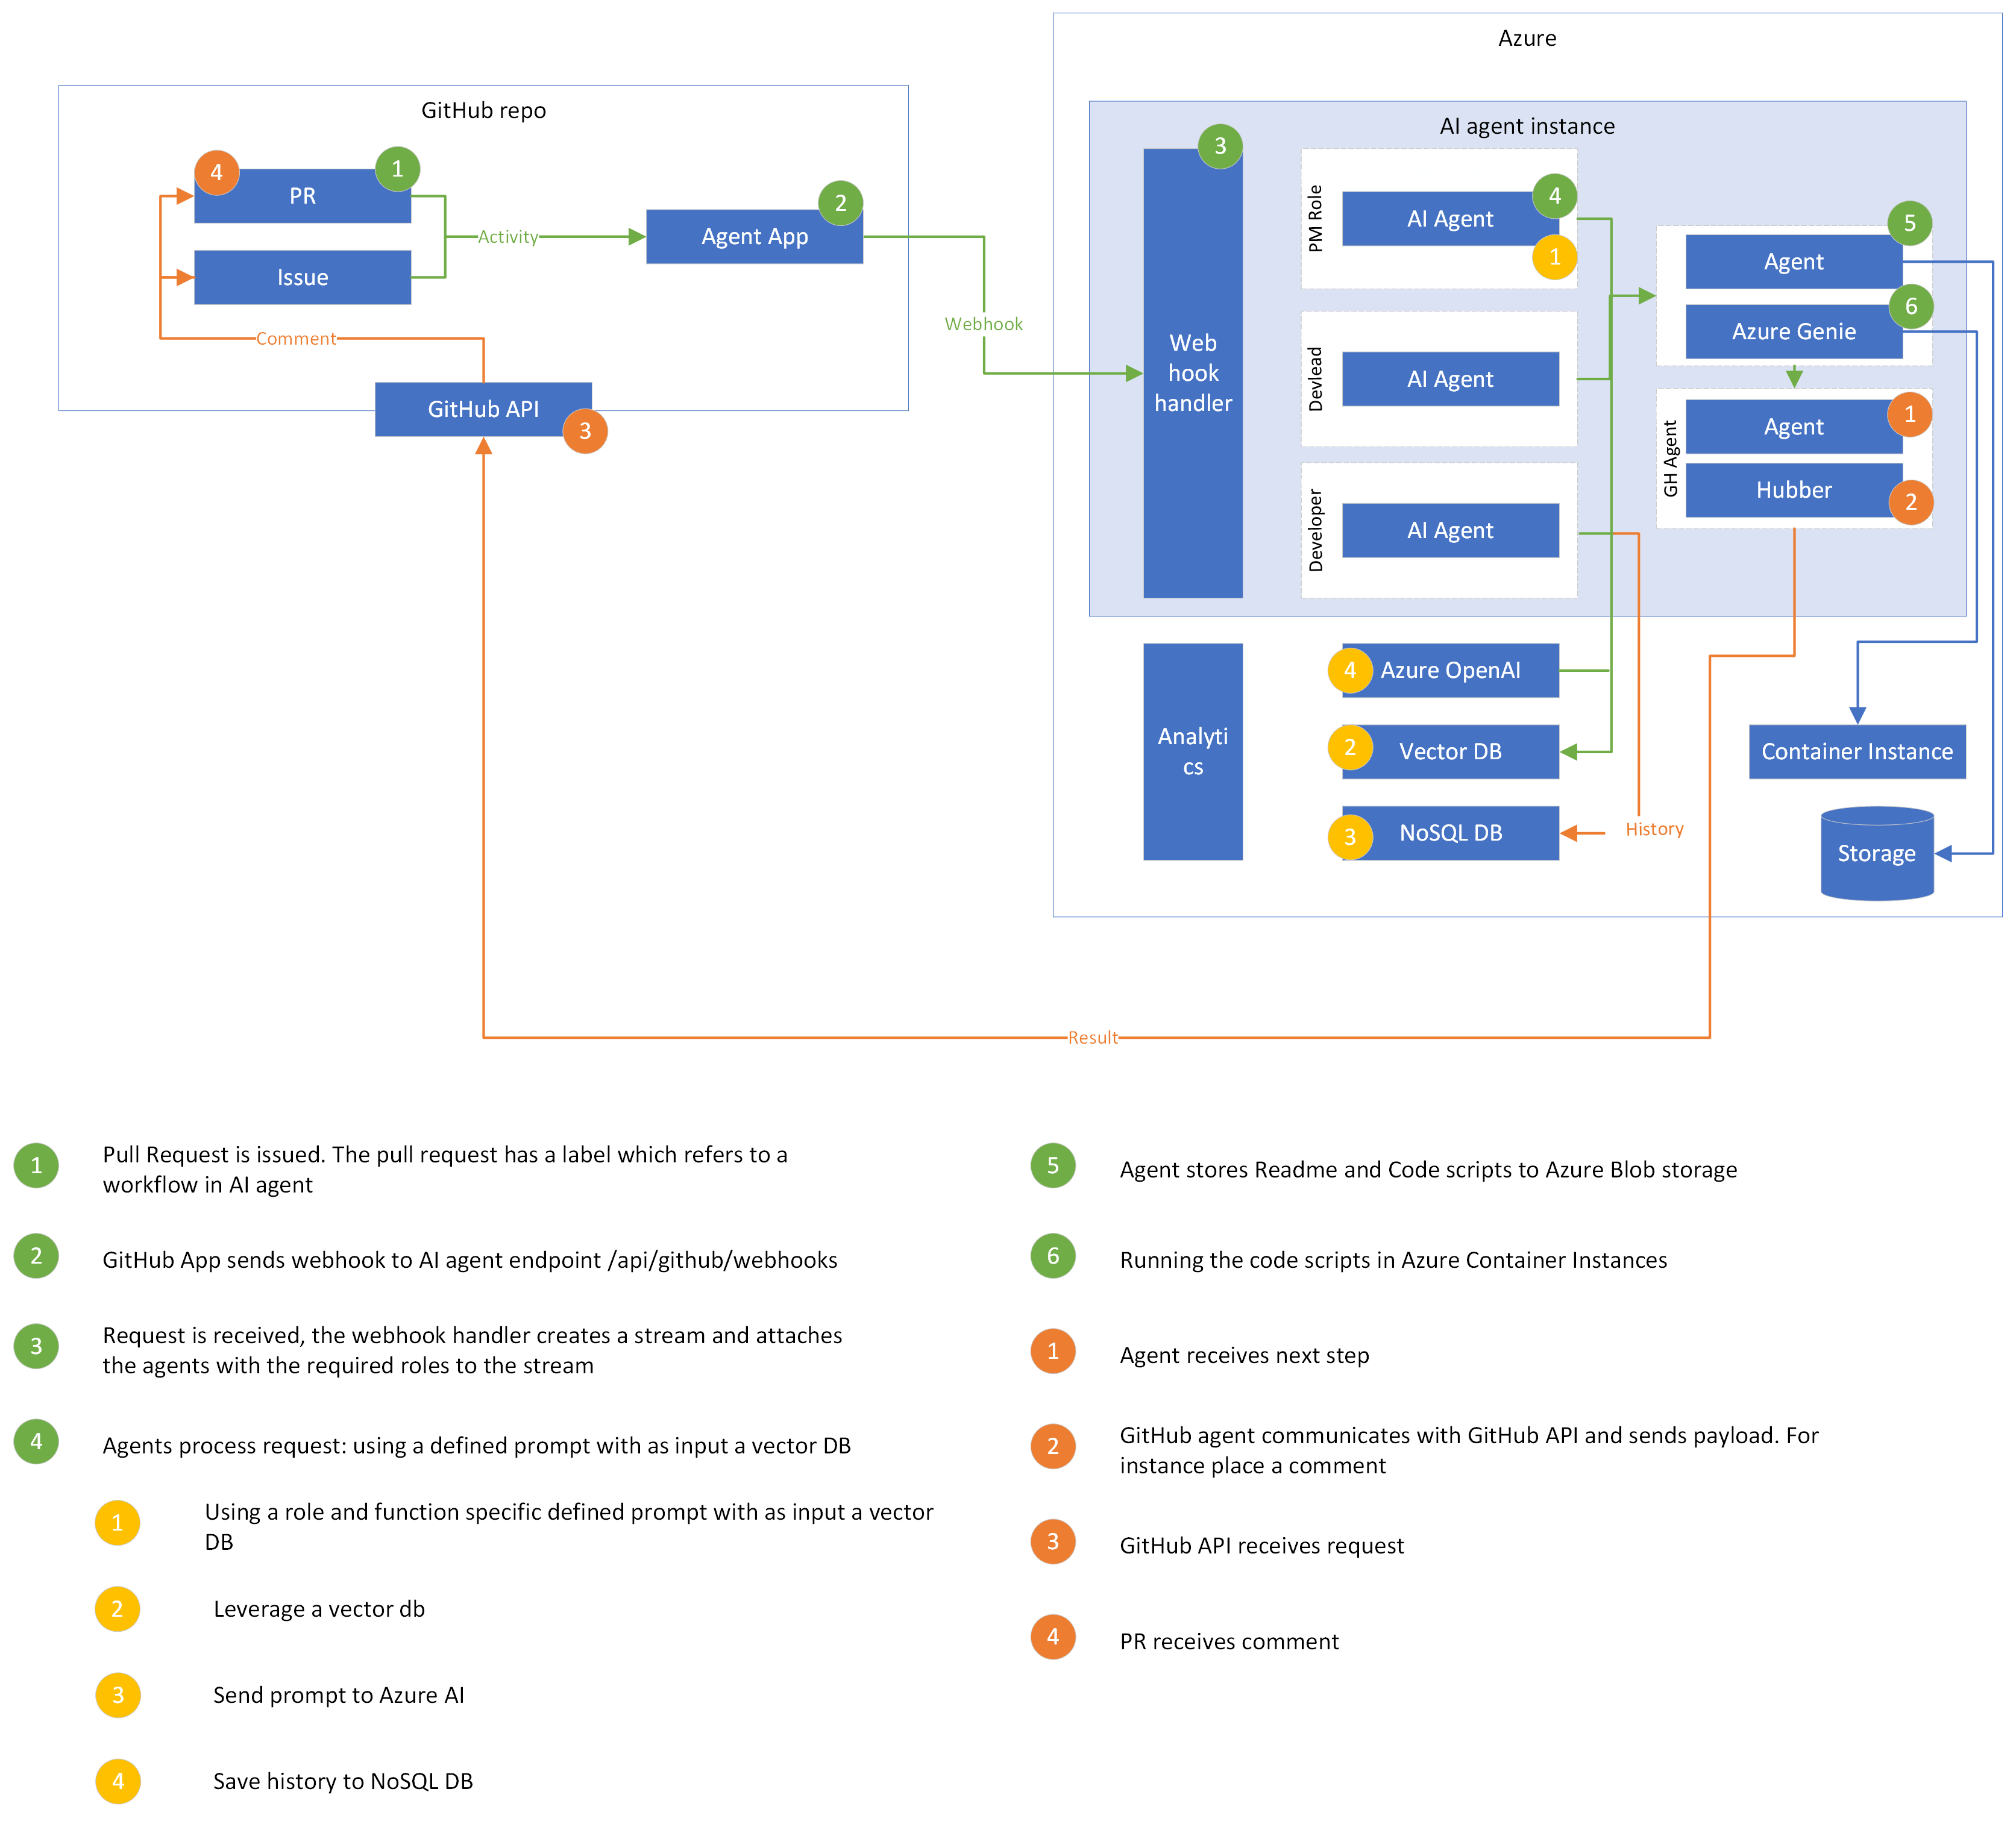 Azure
GitHub repo
AI agent instance
4
1
PR
Issue
Activity
2
Agent App
Comment
GitHub API
3
Webhook
3
Web
hook
handler
PM Role
4
AI Agent
1
Devlead
AI Agent
Developer
AI Agent
5
Agent
6
Azure Genie
GH Agent
1
Agent
Hubber
2
Analyti
cs
4
Azure OpenAI
2
Vector DB
3
NoSQL DB
History
Container Instance
Storage
Result
1
Pull Request is issued. The pull request has a label which refers to a
workflow in AI agent
2
GitHub App sends webhook to AI agent endpoint /api/github/webhooks
3
Request is received, the webhook handler creates a stream and attaches
the agents with the required roles to the stream
4
Agents process request: using a defined prompt with as input a vector DB
1
Using a role and function specific defined prompt with as input a vector
DB
2
Leverage a vector db
3
Send prompt to Azure AI
4
Save history to NoSQL DB
5
Agent stores Readme and Code scripts to Azure Blob storage
6
Running the code scripts in Azure Container Instances
1
Agent receives next step
2
GitHub agent communicates with GitHub API and sends payload. For
instance place a comment
3
GitHub API receives request
4
PR receives comment